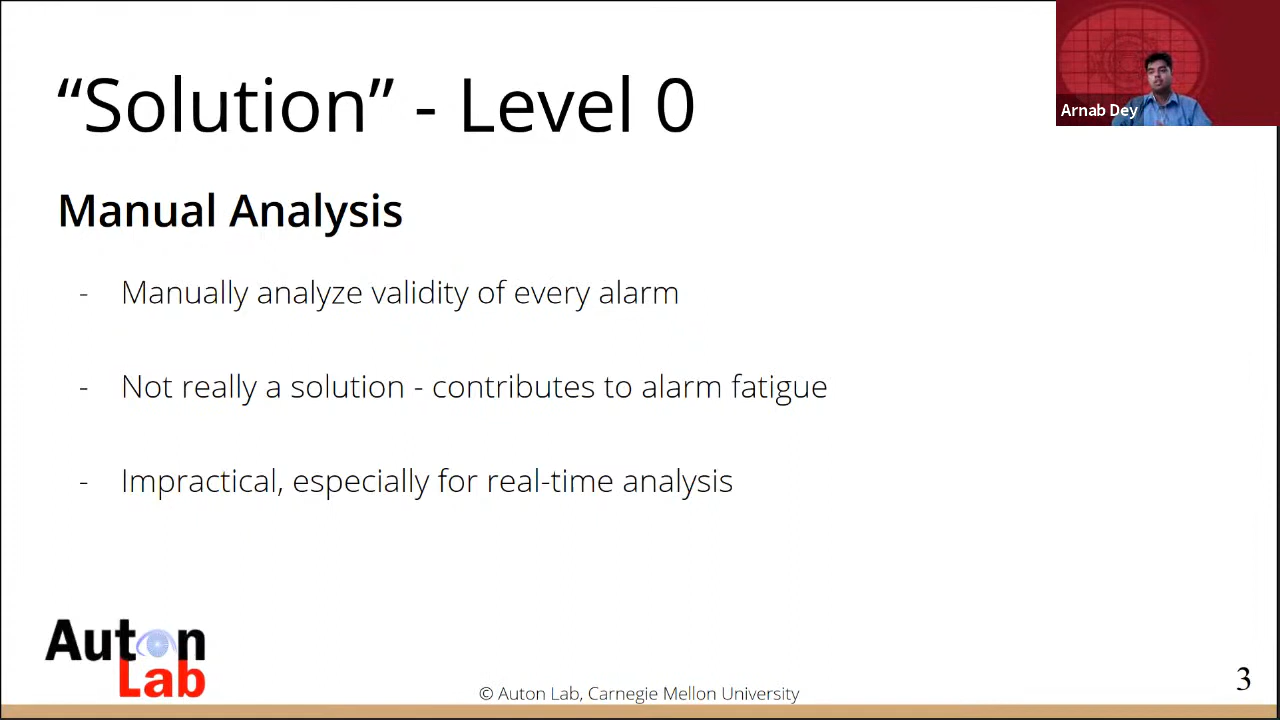 “Solution” - Level 0
Arnab Dey
Manual Analysis
- Manually analyze validity of every alarm
- Not really a solution - contributes to alarm fatigue
- Impractical, especially for real-time analysis
Auton
Lab
© Auton Lab, Carnegie Mellon University
3